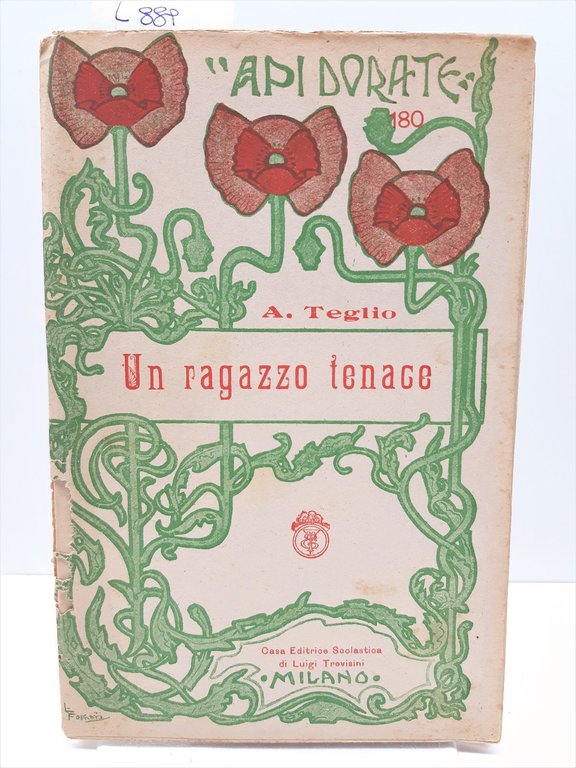 L 889
"API DORATE"
180
A. Teglio
Un ragazzo tenace
Casa Editrice Scolastica
di Luigi Trevisini
•MILANO•